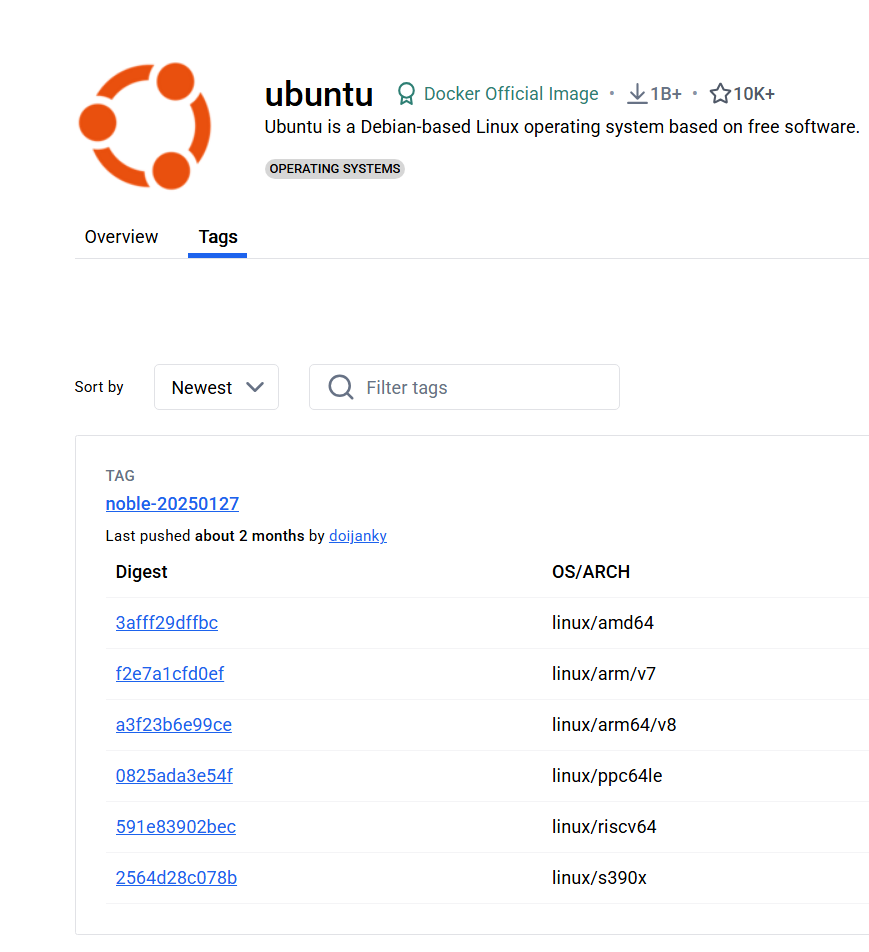 ubuntu Docker Official Image • 1B+ • 10K+
Ubuntu is a Debian-based Linux operating system based on free software.
OPERATING SYSTEMS
Overview Tags
Sort by Newest Filter tags
TAG
noble-20250127
Last pushed about 2 months by doijanky
Digest OS/ARCH
3afff29dffbc linux/amd64
f2e7a1cfd0ef linux/arm/v7
a3f23b6e99ce linux/arm64/v8
0825ada3e54f linux/ppc64le
591e83902bec linux/riscv64
2564d28c078b linux/s390x